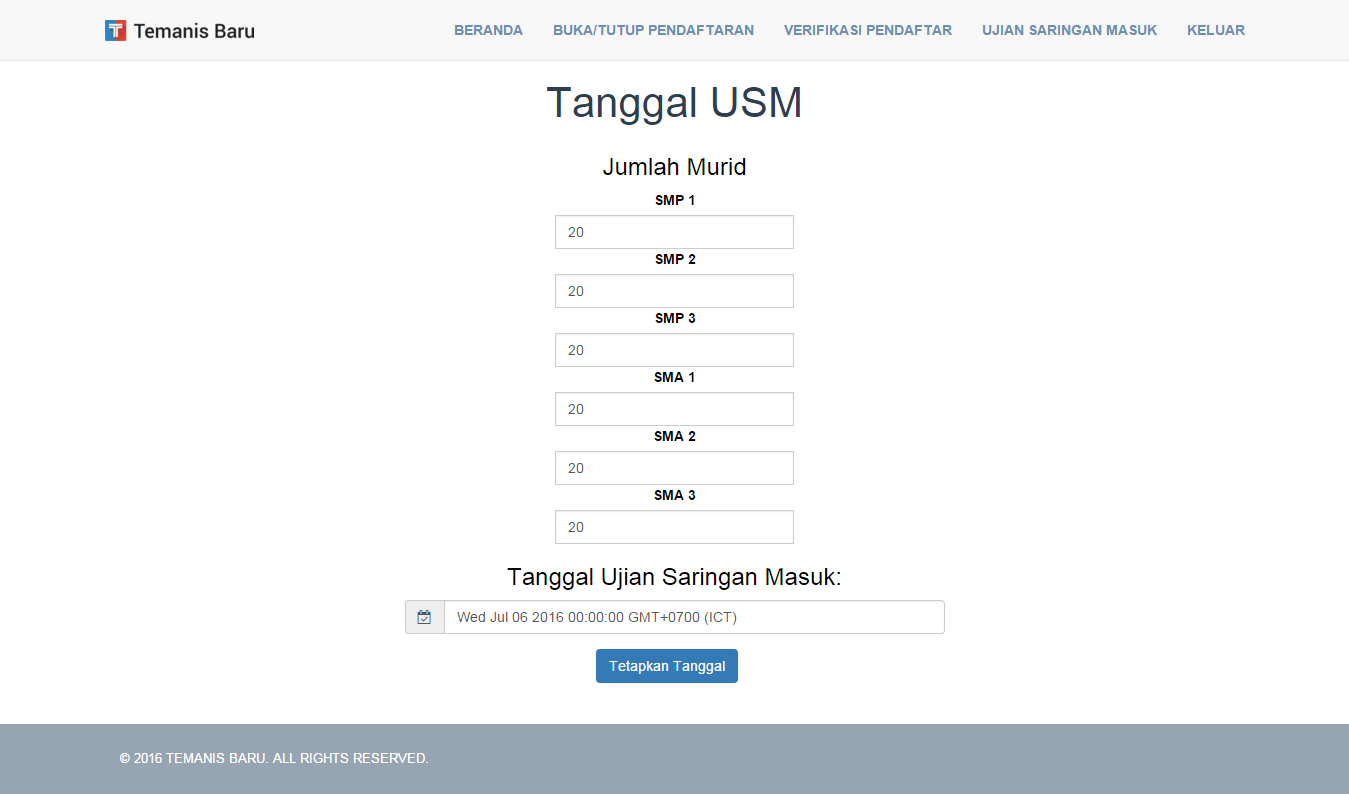 Temanis Baru
BERANDA BUKA/TUTUP PENDAFTARAN VERIFIKASI PENDAFTAR UJIAN SARINGAN MASUK KELUAR
Tanggal USM
Jumlah Murid
SMP 1
20
SMP 2
20
SMP 3
20
SMA 1
20
SMA 2
20
SMA 3
20
Tanggal Ujian Saringan Masuk:
Wed Jul 06 2016 00:00:00 GMT+0700 (ICT)
Tetapkan Tanggal
© 2016 TEMANIS BARU. ALL RIGHTS RESERVED.